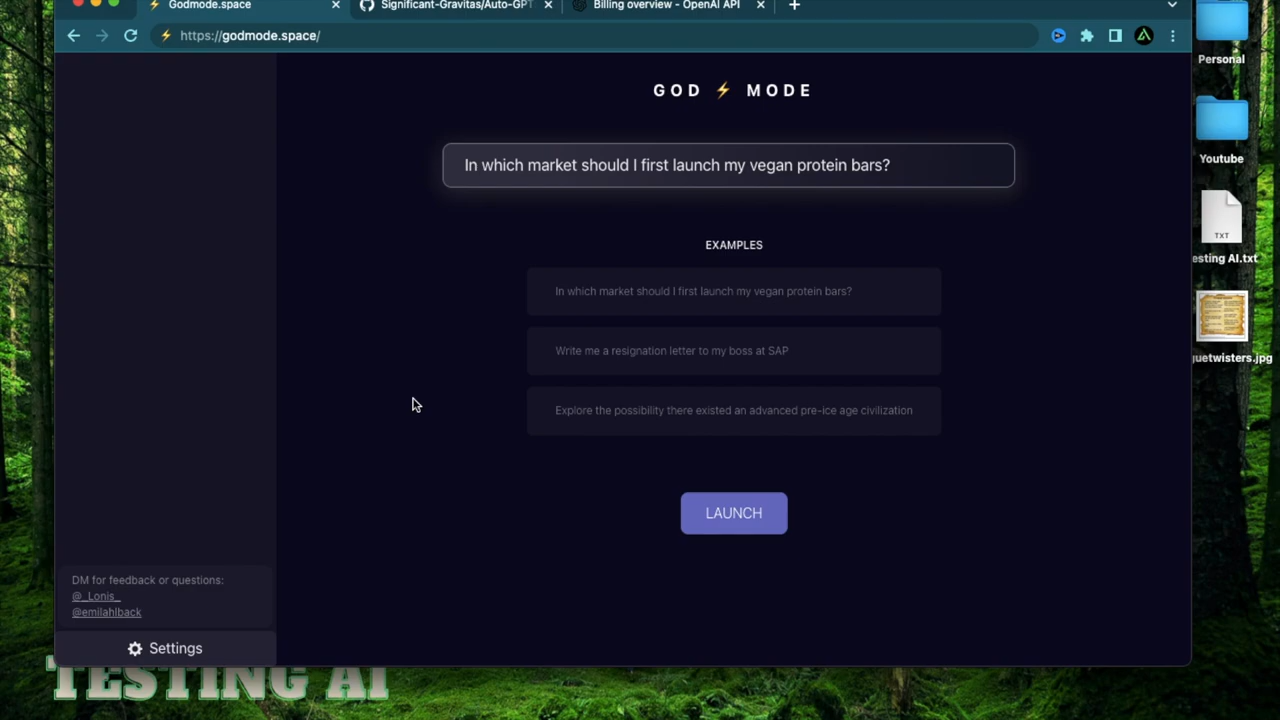 Godmode.space
Significant-Gravitas/Auto-GPT
Billing overview - OpenAI API
https://godmode.space/
Personal
GOD ⚡ MODE
In which market should I first launch my vegan protein bars?
Youtube
EXAMPLES
TXT
esting AI.txt
In which market should I first launch my vegan protein bars?
Write me a resignation letter to my boss at SAP
guetwisters.jpg
Explore the possibility there existed an advanced pre-ice age civilization
LAUNCH
DM for feedback or questions:
@_Lonis_
@emilahlback
Settings
TESTING AI